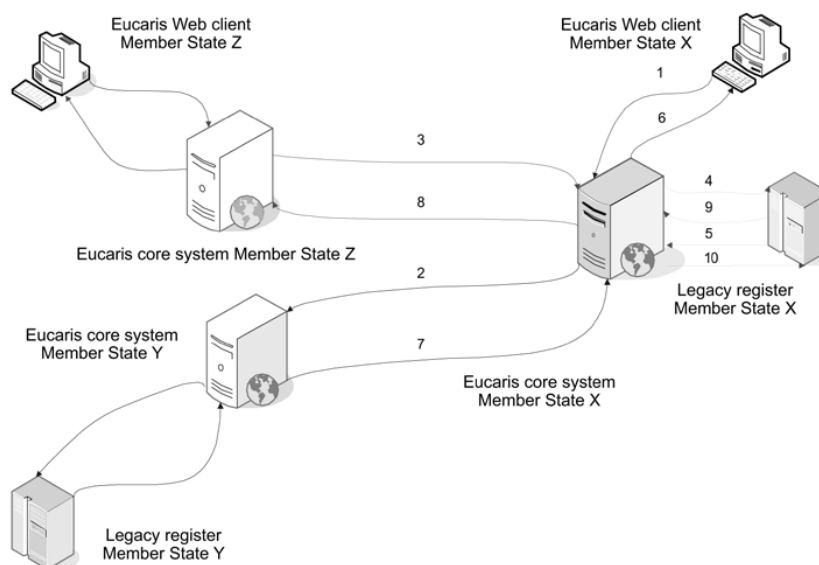 Eucaris Web client
Member State Z
Eucaris Web client
Member State X
1
6
3
4
8
9
5
10
Eucaris core system Member State Z
2
Legacy register
Member State X
Eucaris core system
Member State Y
7
Eucaris core system
Member State X
Legacy register
Member State Y